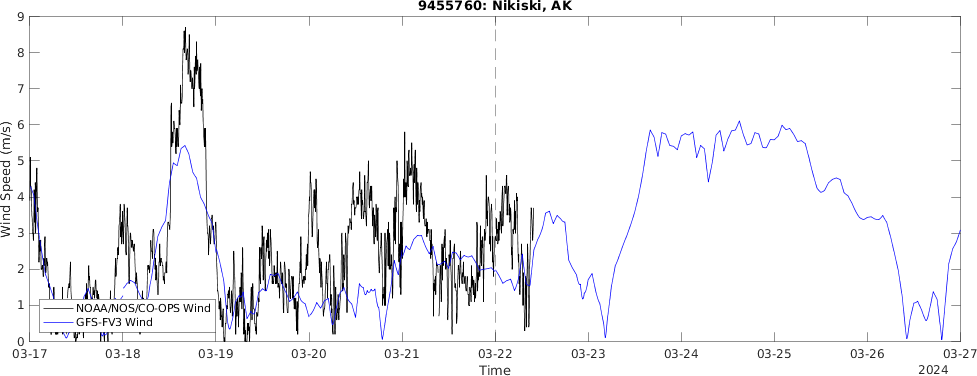 9455760: Nikiski, AK
Wind Speed (m/s)
9
8
7
6
5
4
3
2
1
0
NOAA/NOS/CO-OPS Wind
GFS-FV3 Wind
03-17 03-18 03-19 03-20 03-21 03-22 03-23 03-24 03-25 03-26 03-27
Time
2024